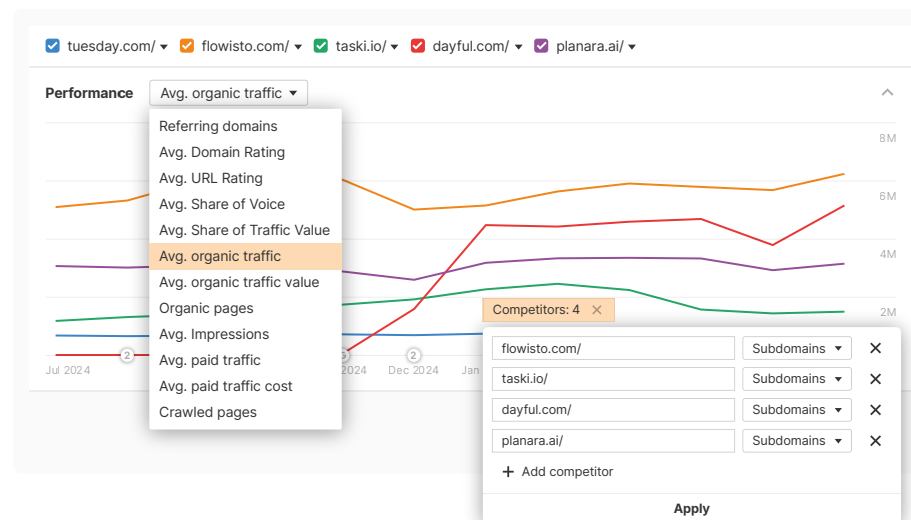 tuesday.com/ flowisto.com/ taski.io/ dayful.com/ planara.ai/
Performance Avg. organic traffic
Referring domains
Avg. Domain Rating
Avg. URL Rating
Avg. Share of Voice
Avg. Share of Traffic Value
Avg. organic traffic
Avg. organic traffic value
Organic pages
Avg. Impressions
Avg. paid traffic
Avg. paid traffic cost
Crawled pages
8M
6M
4M
2M
2
2
Jul 2024
2024
Dec 2024
Jan
Competitors: 4
flowisto.com/ Subdomains
taski.io/ Subdomains
dayful.com/ Subdomains
planara.ai/ Subdomains
Add competitor
Apply